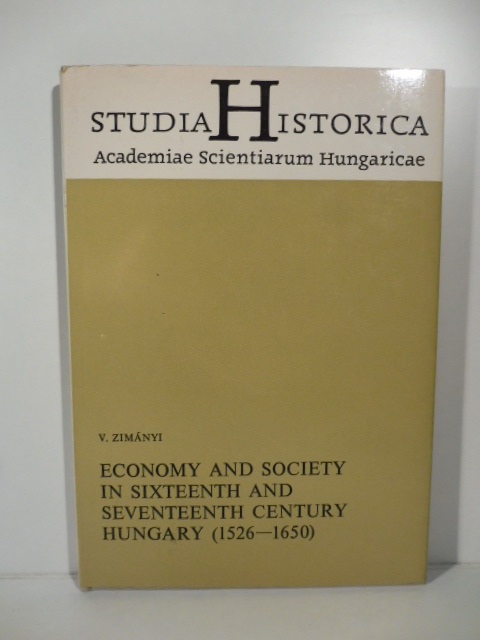 STUDIA HISTORICA
Academiae Scientiarum Hungaricae
V. ZIMÁNYI
ECONOMY AND SOCIETY
IN SIXTEENTH AND
SEVENTEENTH CENTURY
HUNGARY (1526—1650)